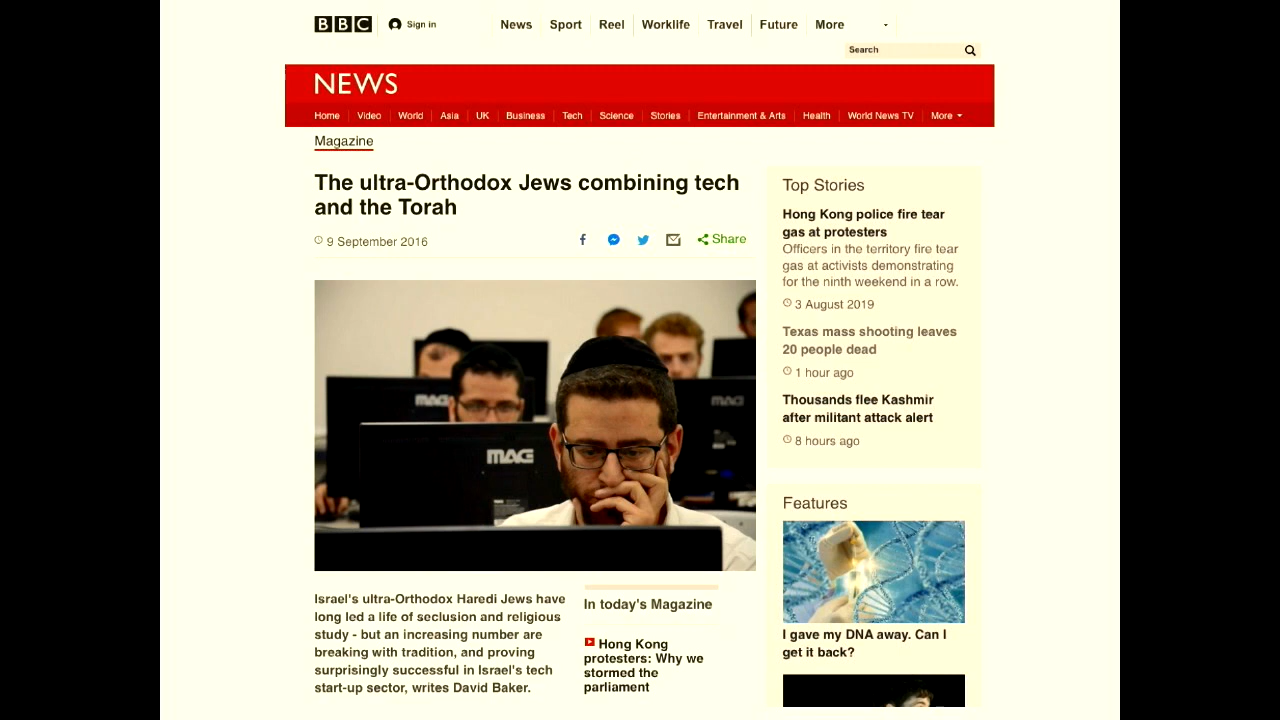 BBC Sign in News Sport Reel Worklife Travel Future More
Search
NEWS
Home Video World Asia UK Business Tech Science Stories Entertainment & Arts Health World News TV More
Magazine
The ultra-Orthodox Jews combining tech
and the Torah
9 September 2016
Share
MAG
MAG
MAG
Israel's ultra-Orthodox Haredi Jews have
long led a life of seclusion and religious
study - but an increasing number are
breaking with tradition, and proving
surprisingly successful in Israel's tech
start-up sector, writes David Baker.
In today's Magazine
Hong Kong
protesters: Why we
stormed the
parliament
Top Stories
Hong Kong police fire tear
gas at protesters
Officers in the territory fire tear
gas at activists demonstrating
for the ninth weekend in a row.
3 August 2019
Texas mass shooting leaves
20 people dead
1 hour ago
Thousands flee Kashmir
after militant attack alert
8 hours ago
Features
I gave my DNA away. Can I
get it back?